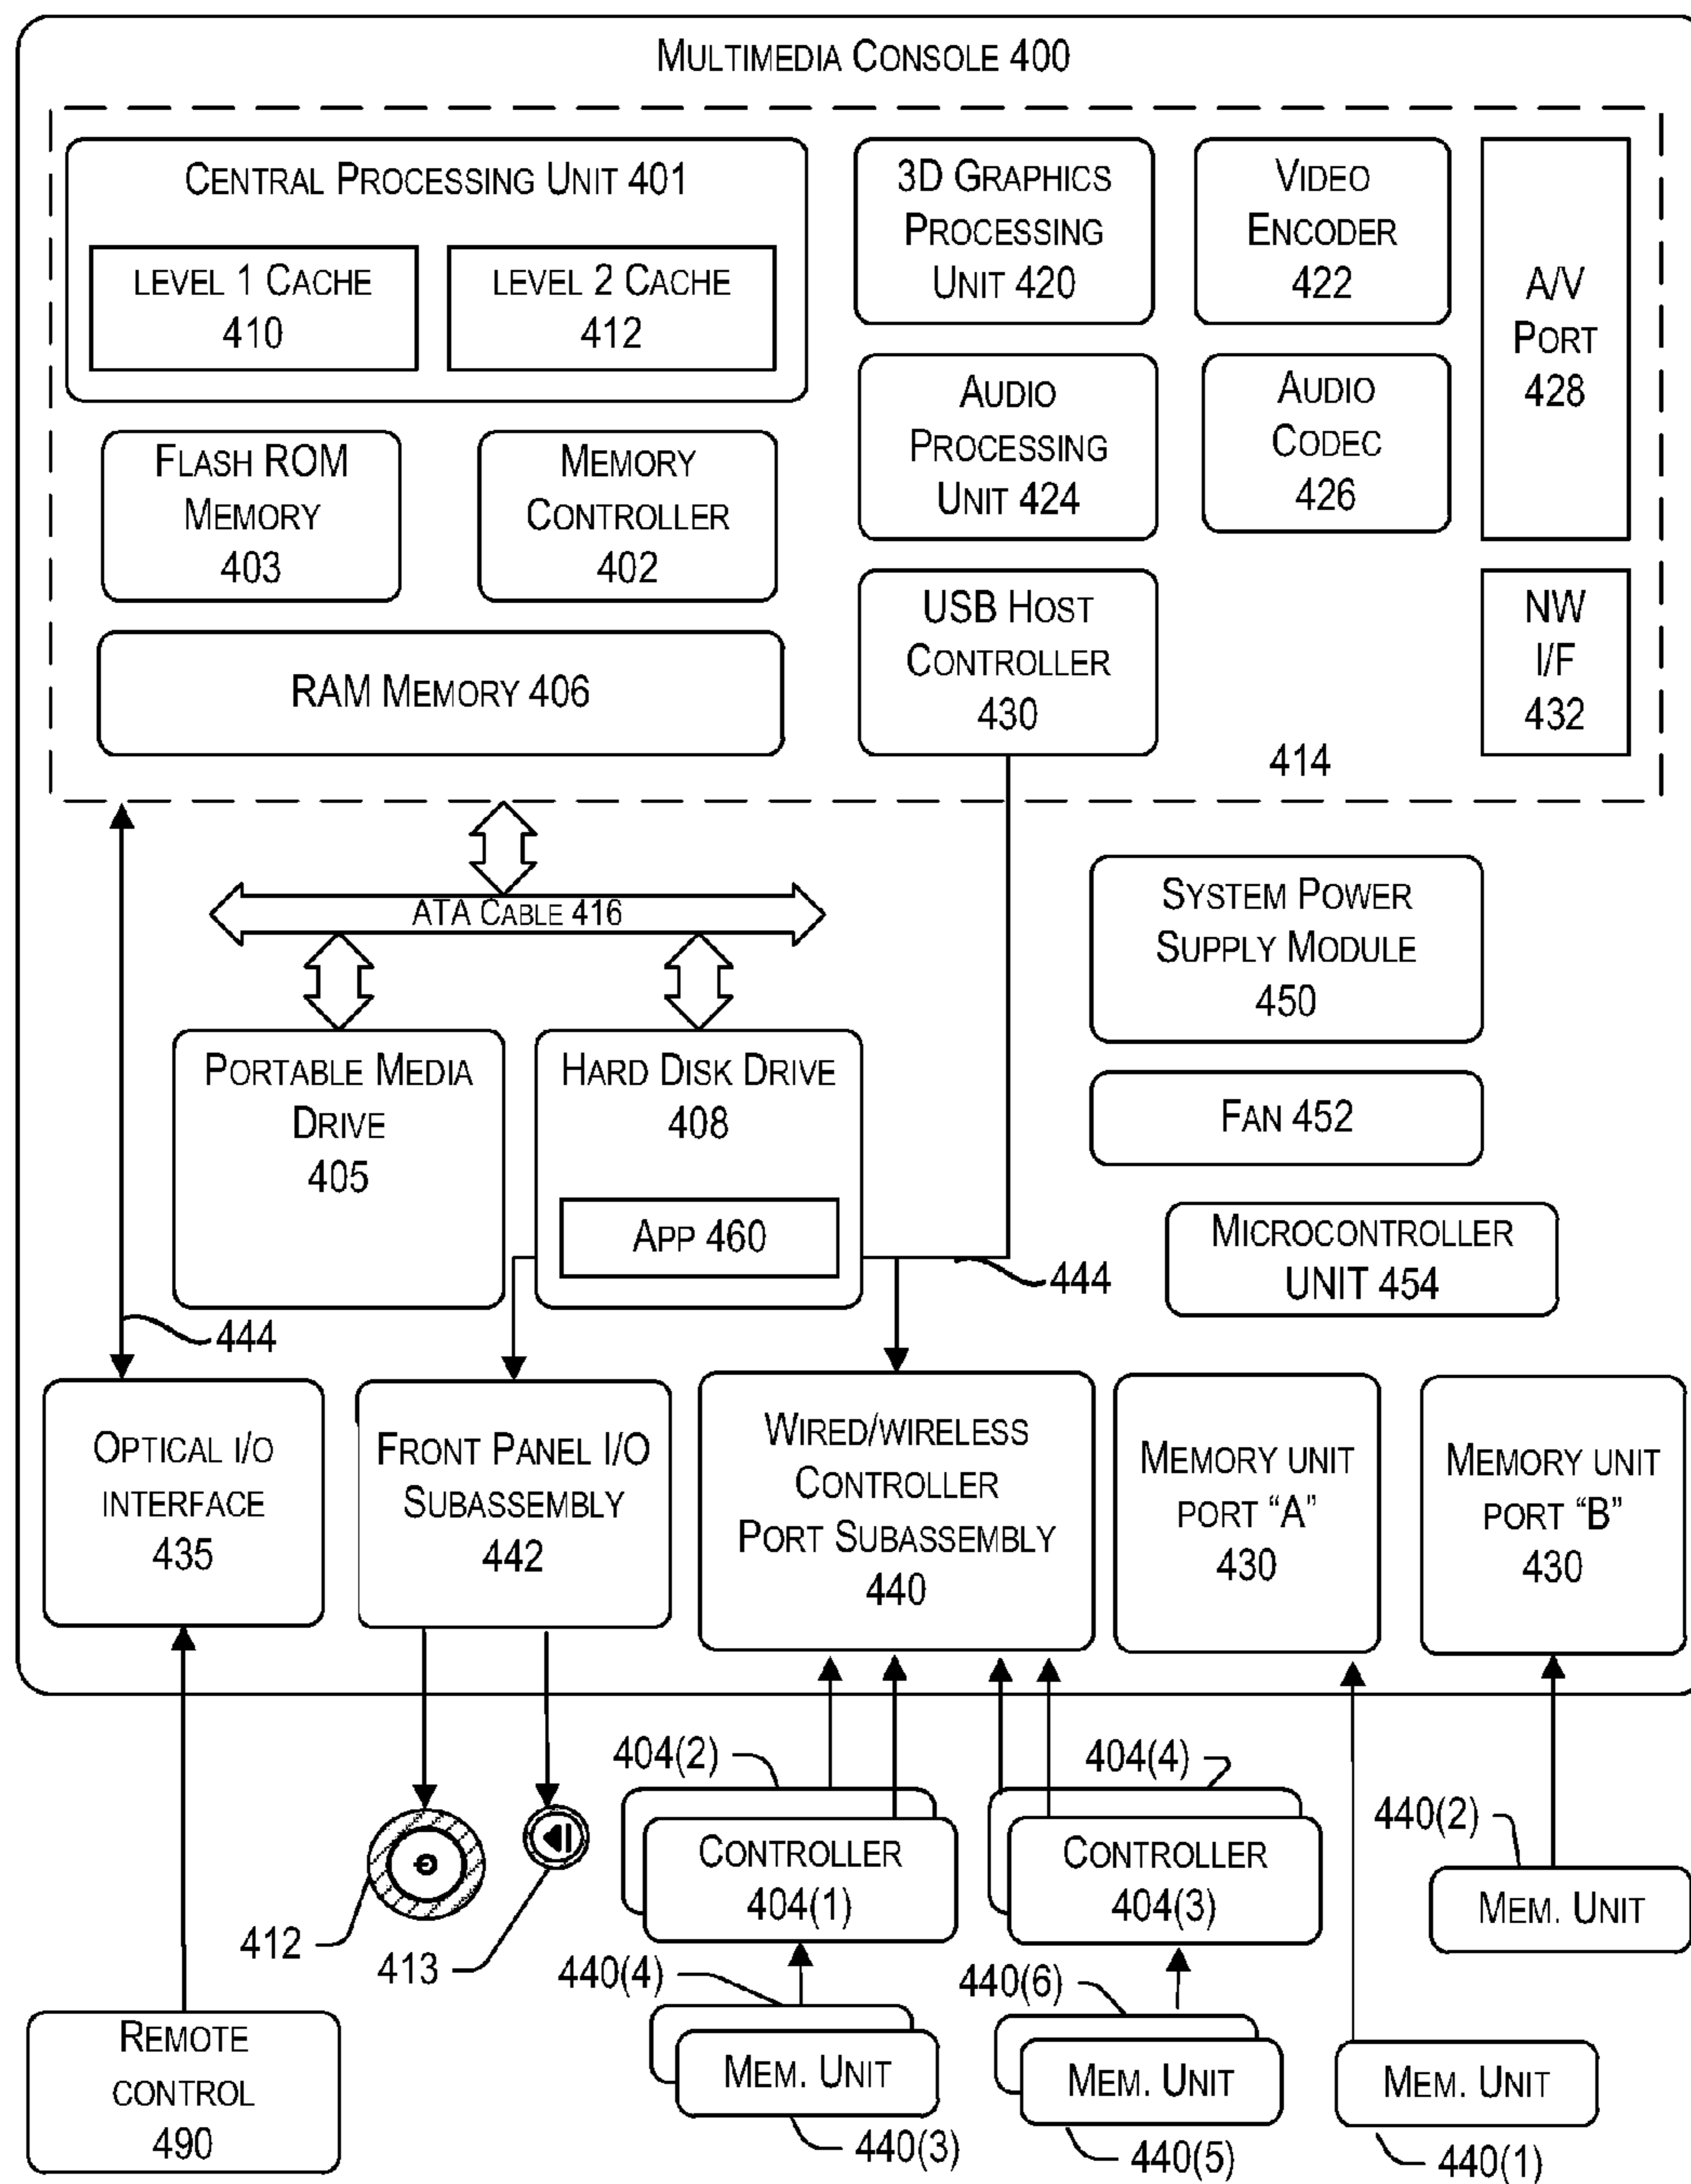 MULTIMEDIA CONSOLE 400
CENTRAL PROCESSING UNIT 401
LEVEL 1 CACHE
410
LEVEL 2 CACHE
412
3D GRAPHICS
PROCESSING
UNIT 420
VIDEO
ENCODER
422
A/V
PORT
428
AUDIO
PROCESSING
UNIT 424
AUDIO
CODEC
426
FLASH ROM
MEMORY
403
MEMORY
CONTROLLER
402
USB HOST
CONTROLLER
430
NW
I/F
432
RAM MEMORY 406
414
ATA CABLE 416
SYSTEM POWER
SUPPLY MODULE
450
PORTABLE MEDIA
DRIVE
405
HARD DISK DRIVE
408
APP 460
FAN 452
MICROCONTROLLER
UNIT 454
444
444
OPTICAL I/O
INTERFACE
435
FRONT PANEL I/O
SUBASSEMBLY
442
WIRED/WIRELESS
CONTROLLER
PORT SUBASSEMBLY
440
MEMORY UNIT
PORT “A”
430
MEMORY UNIT
PORT “B”
430
404(2)
404(4)
CONTROLLER
404(1)
CONTROLLER
404(3)
440(2)
MEM. UNIT
412
413
440(4)
440(6)
REMOTE
CONTROL
490
MEM. UNIT
MEM. UNIT
MEM. UNIT
440(3)
440(5)
440(1)